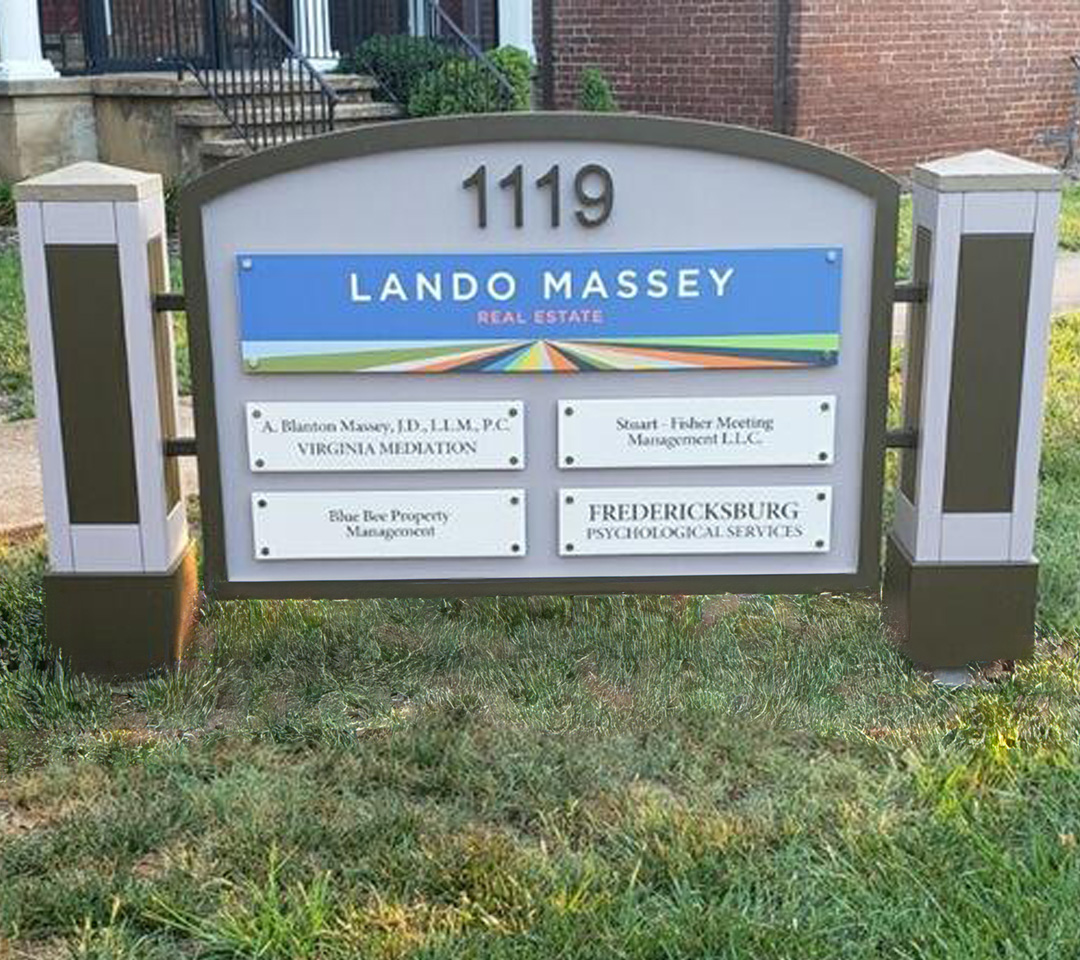 1119
LANDO MASSEY
REAL ESTATE
A. Blanton Massey, J.D., L.L.M., P.C.
VIRGINIA MEDIATION
Stuart - Fisher Meeting
Management L.L.C.
Blue Bee Property
Management
FREDERICKSBURG
PSYCHOLOGICAL SERVICES